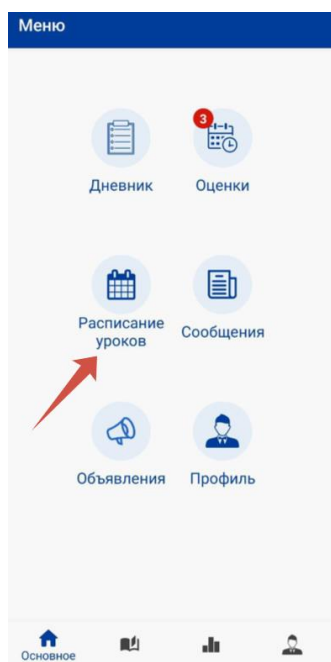 Меню
3
Дневник
Оценки
Расписание
уроков
Сообщения
Объявления
Профиль
Основное